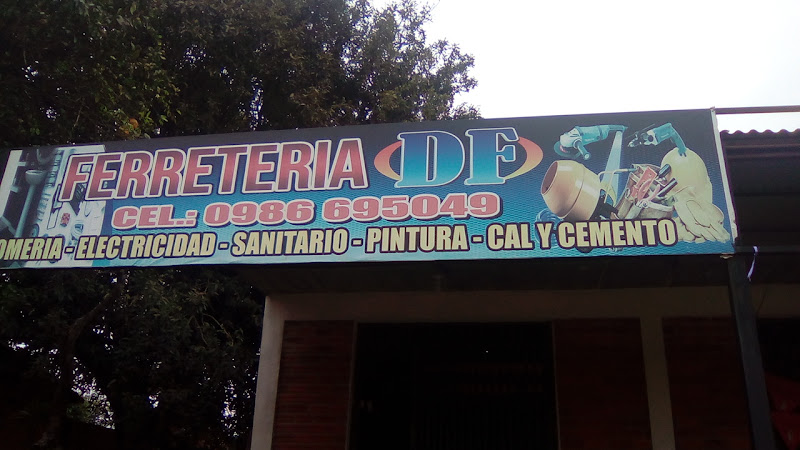 FERRETERIA DF
CEL.: 0986 695049
OMERIA - ELECTRICIDAD - SANITARIO - PINTURA - CAL Y CEMENTO